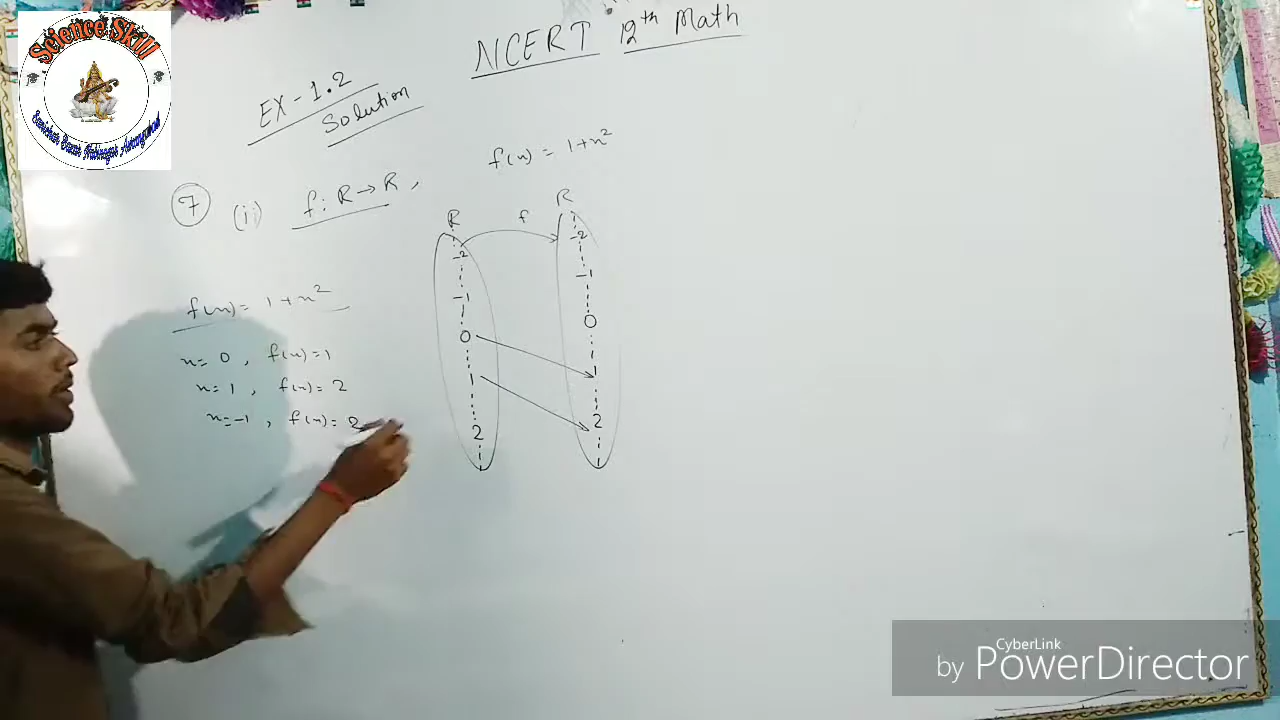 Science Skill
NCERT 12th Math
EX - 1.2
Solution
f(x) = 1+x²
7 (ii) f: R → R ,
R f R
-2 -2
-1 -1
0 0
1 1
2 2
f(x) = 1+x²
x= 0 , f(x)=1
x= 1 , f(x)= 2
x=-1 , f(x)= 2
CyberLink
by PowerDirector